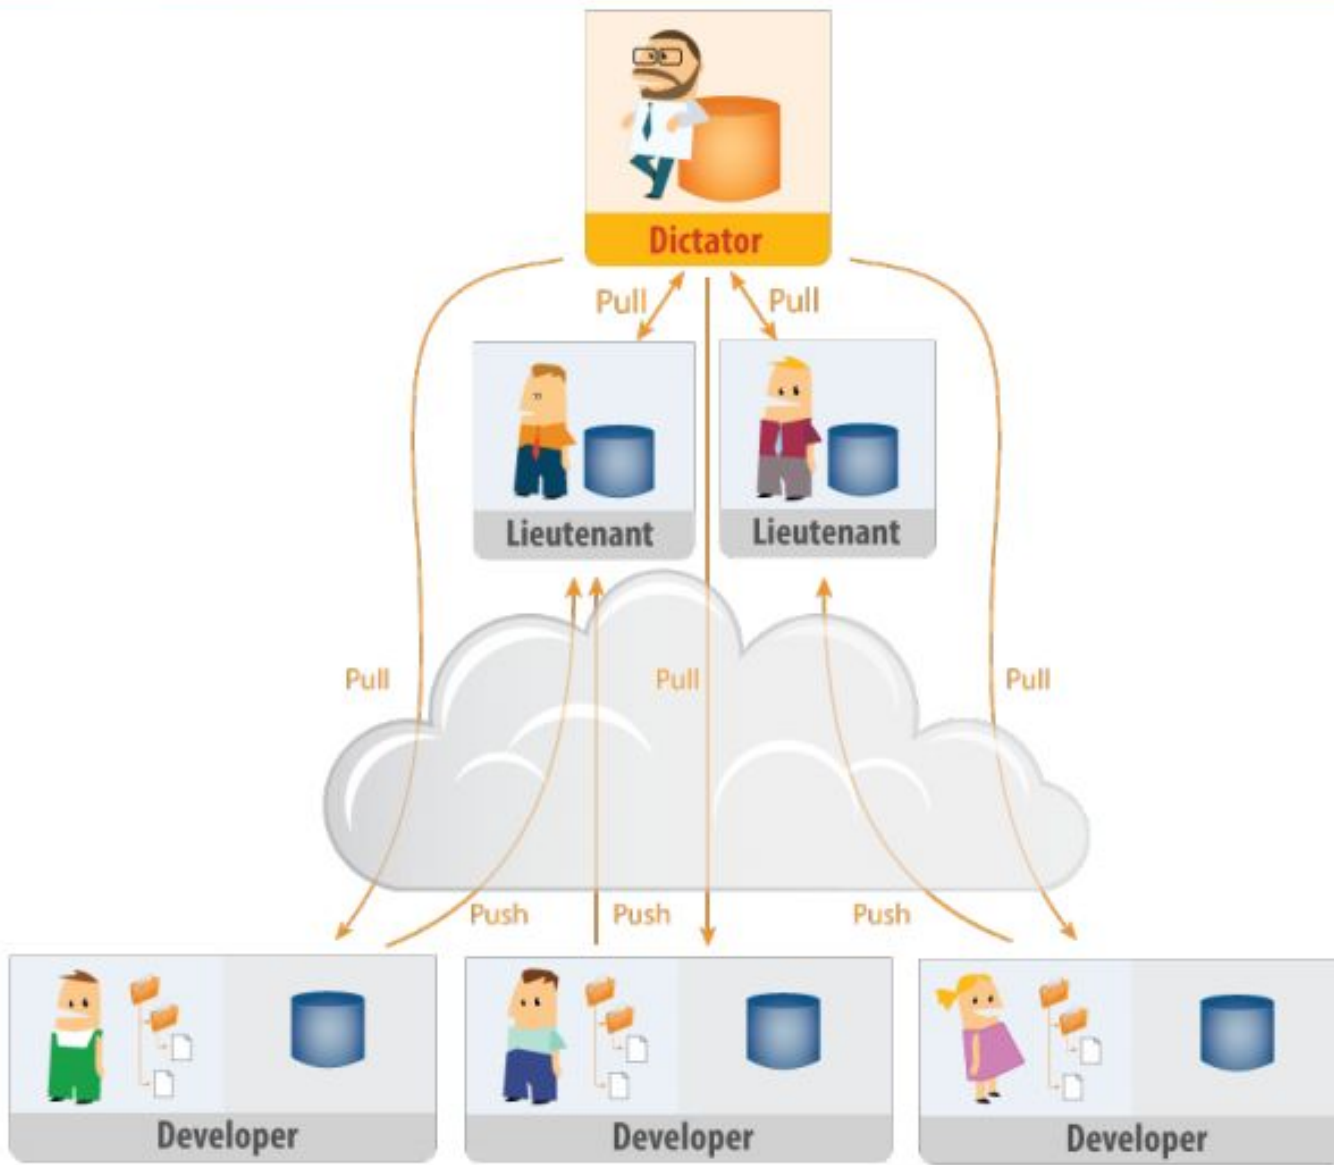 Dictator
Pull
Pull
Lieutenant
Lieutenant
Pull
Pull
Pull
Push
Push
Push
Developer
Developer
Developer